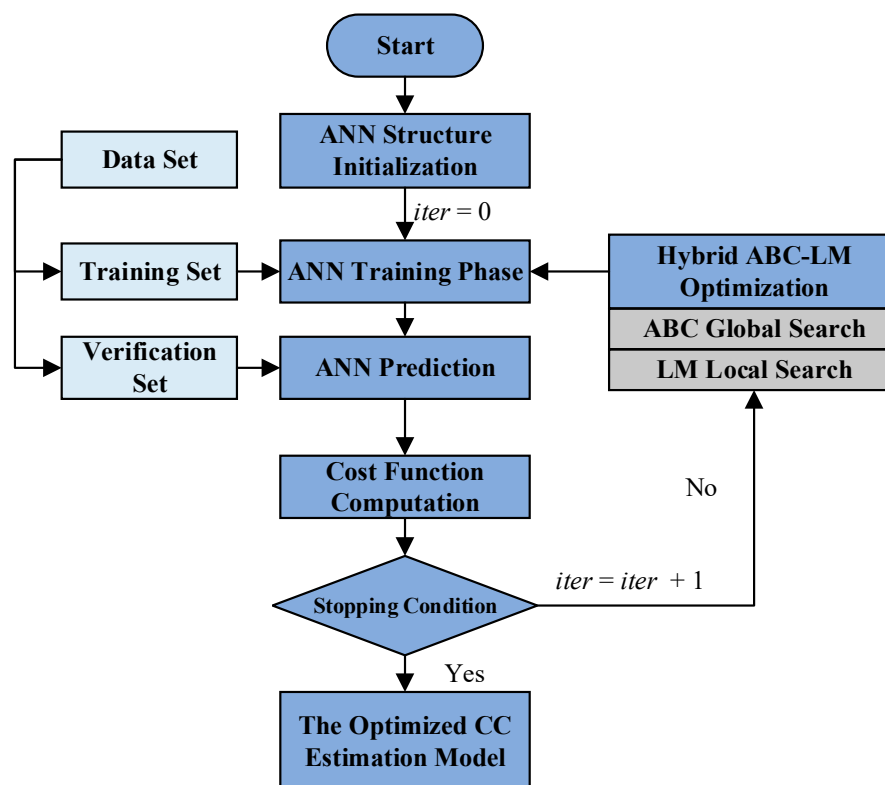 Start
ANN Structure
Initialization
Data Set
iter = 0
Training Set
ANN Training Phase
Hybrid ABC-LM
Optimization
ABC Global Search
LM Local Search
Verification
Set
ANN Prediction
Cost Function
Computation
No
Stopping Condition
iter = iter + 1
Yes
The Optimized CC
Estimation Model